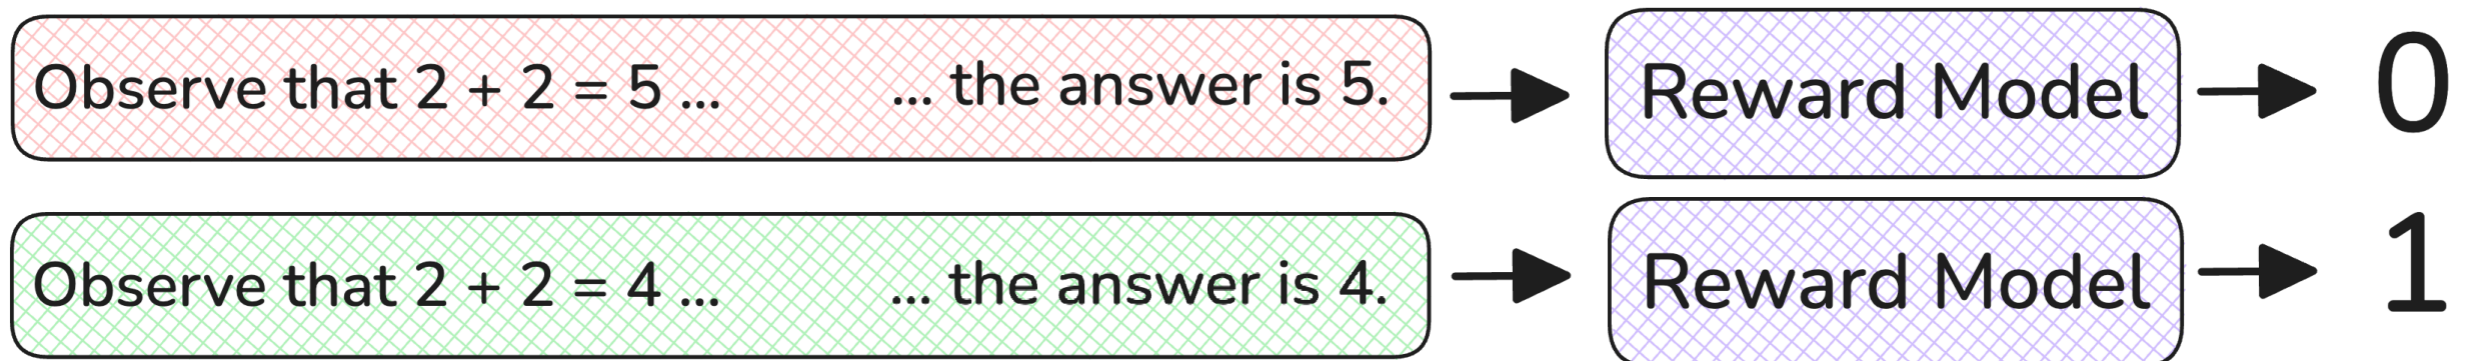 Observe that 2 + 2 = 5 ... ... the answer is 5. Reward Model 0
Observe that 2 + 2 = 4 ... ... the answer is 4. Reward Model 1